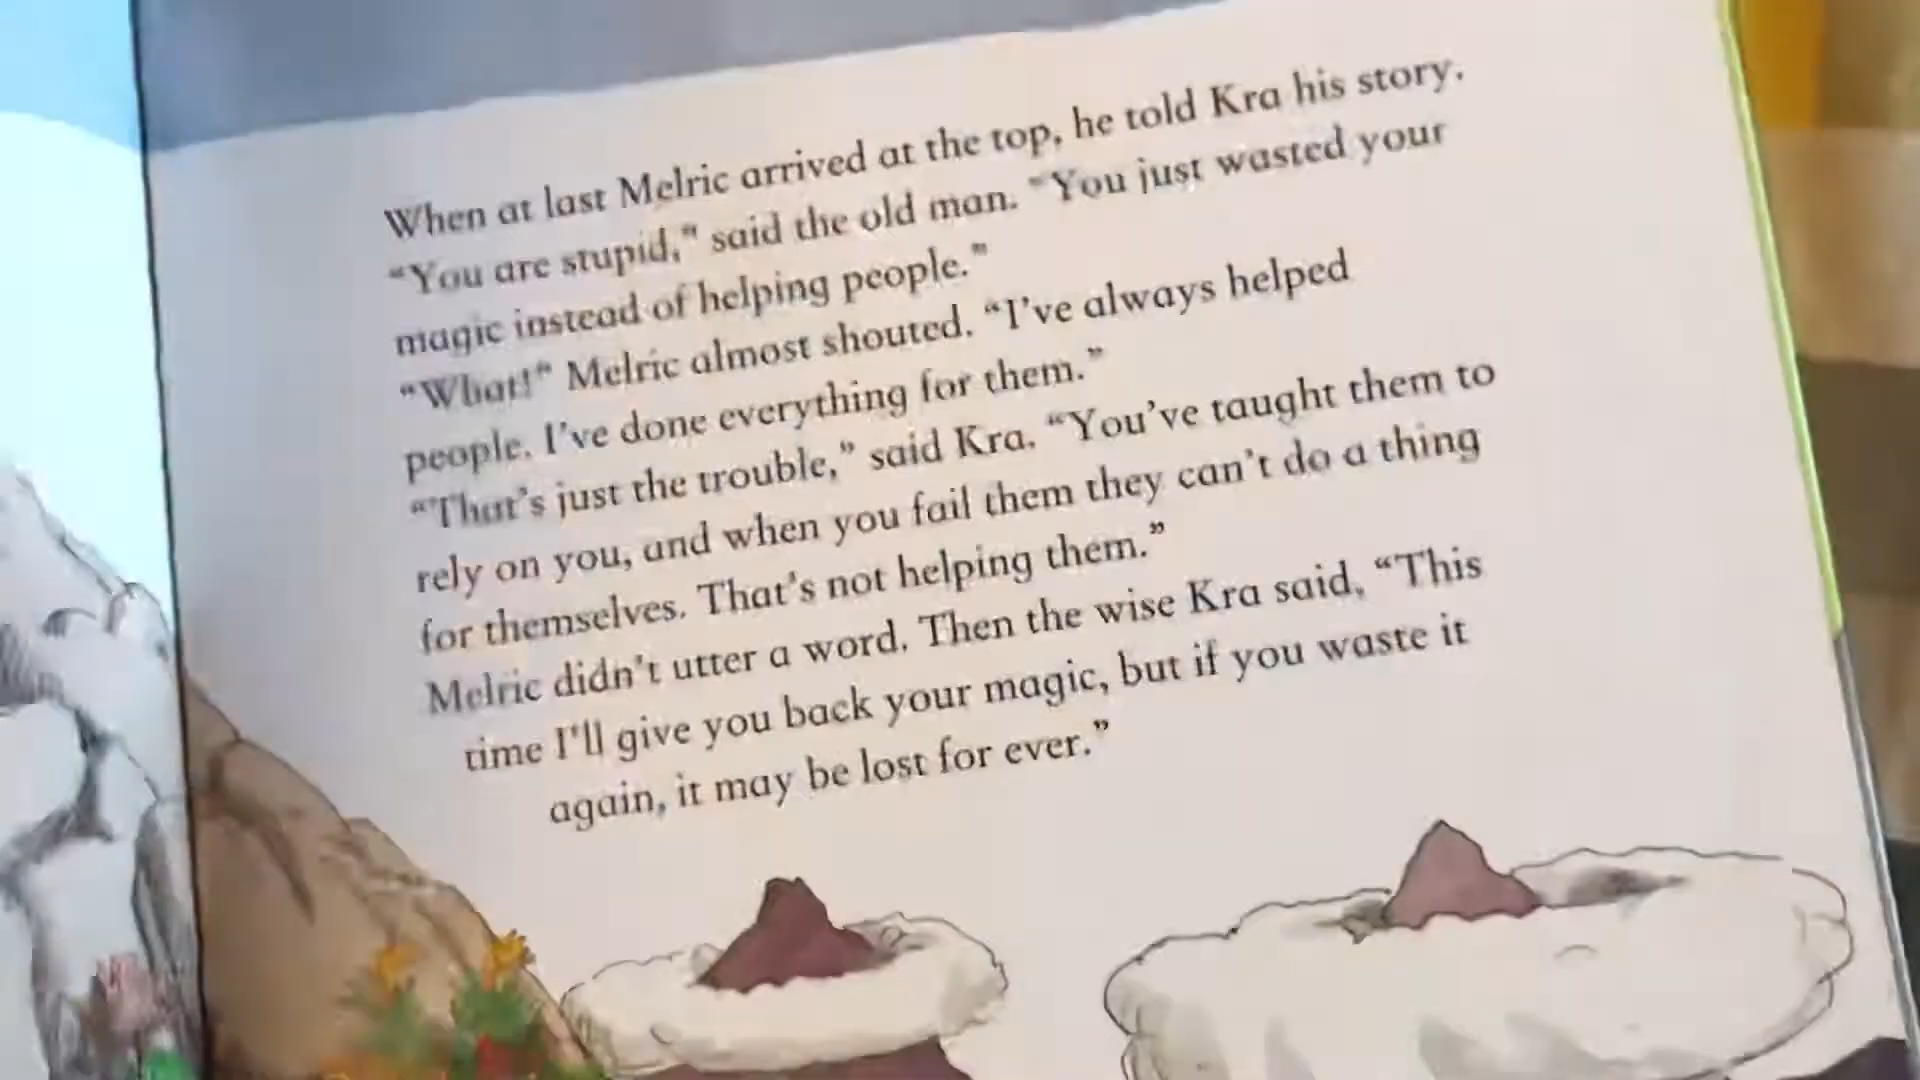 When at last Melric arrived at the top, he told Kra his story.
“You are stupid,” said the old man. “You just wasted your
magic instead of helping people.”
“What!” Melric almost shouted. “I’ve always helped
people. I’ve done everything for them.”
“That’s just the trouble,” said Kra. “You’ve taught them to
rely on you, and when you fail them they can’t do a thing
for themselves. That’s not helping them.”
Melric didn’t utter a word. Then the wise Kra said, “This
time I’ll give you back your magic, but if you waste it
again, it may be lost for ever.”